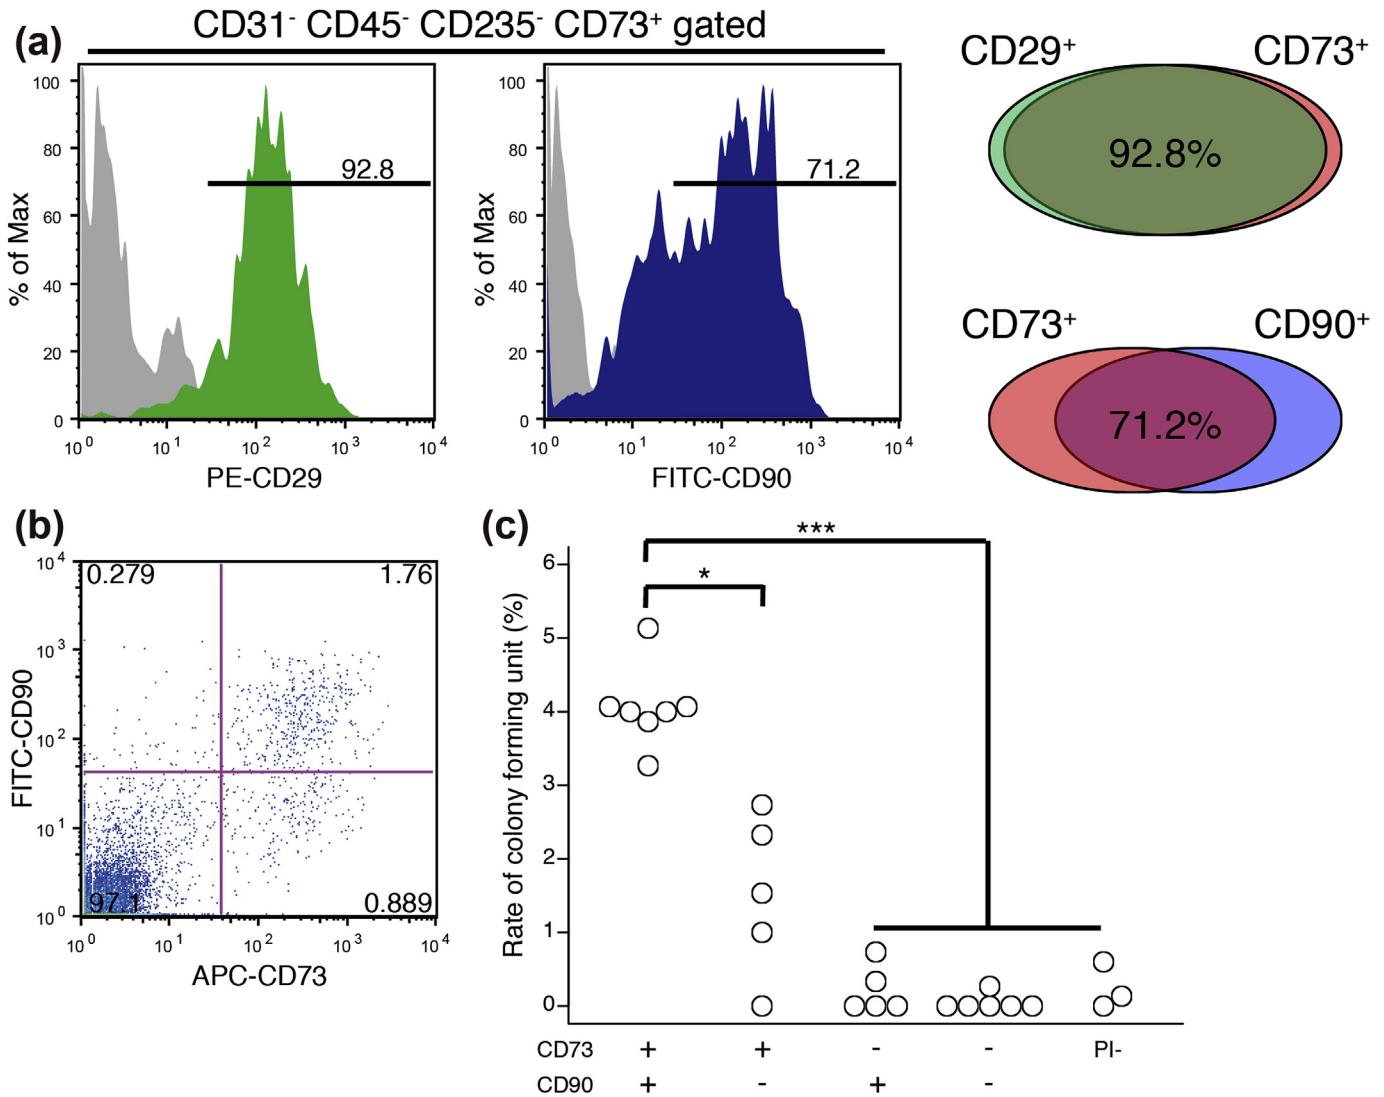 (a)
CD31⁻ CD45⁻ CD235⁻ CD73⁺ gated
% of Max
100
80
60
40
20
0
92.8
10⁰ 10¹ 10² 10³ 10⁴
PE-CD29
% of Max
100
80
60
40
20
0
71.2
10⁰ 10¹ 10² 10³ 10⁴
FITC-CD90
CD29⁺ CD73⁺
92.8%
CD73⁺ CD90⁺
71.2%
(b)
FITC-CD90
10⁴
10³
10²
10¹
10⁰
0.279 1.76
97.1 0.889
10⁰ 10¹ 10² 10³ 10⁴
APC-CD73
(c)
Rate of colony forming unit (%)
6
5
4
3
2
1
0
***
*
CD73 + + - - PI-
CD90 + - + -